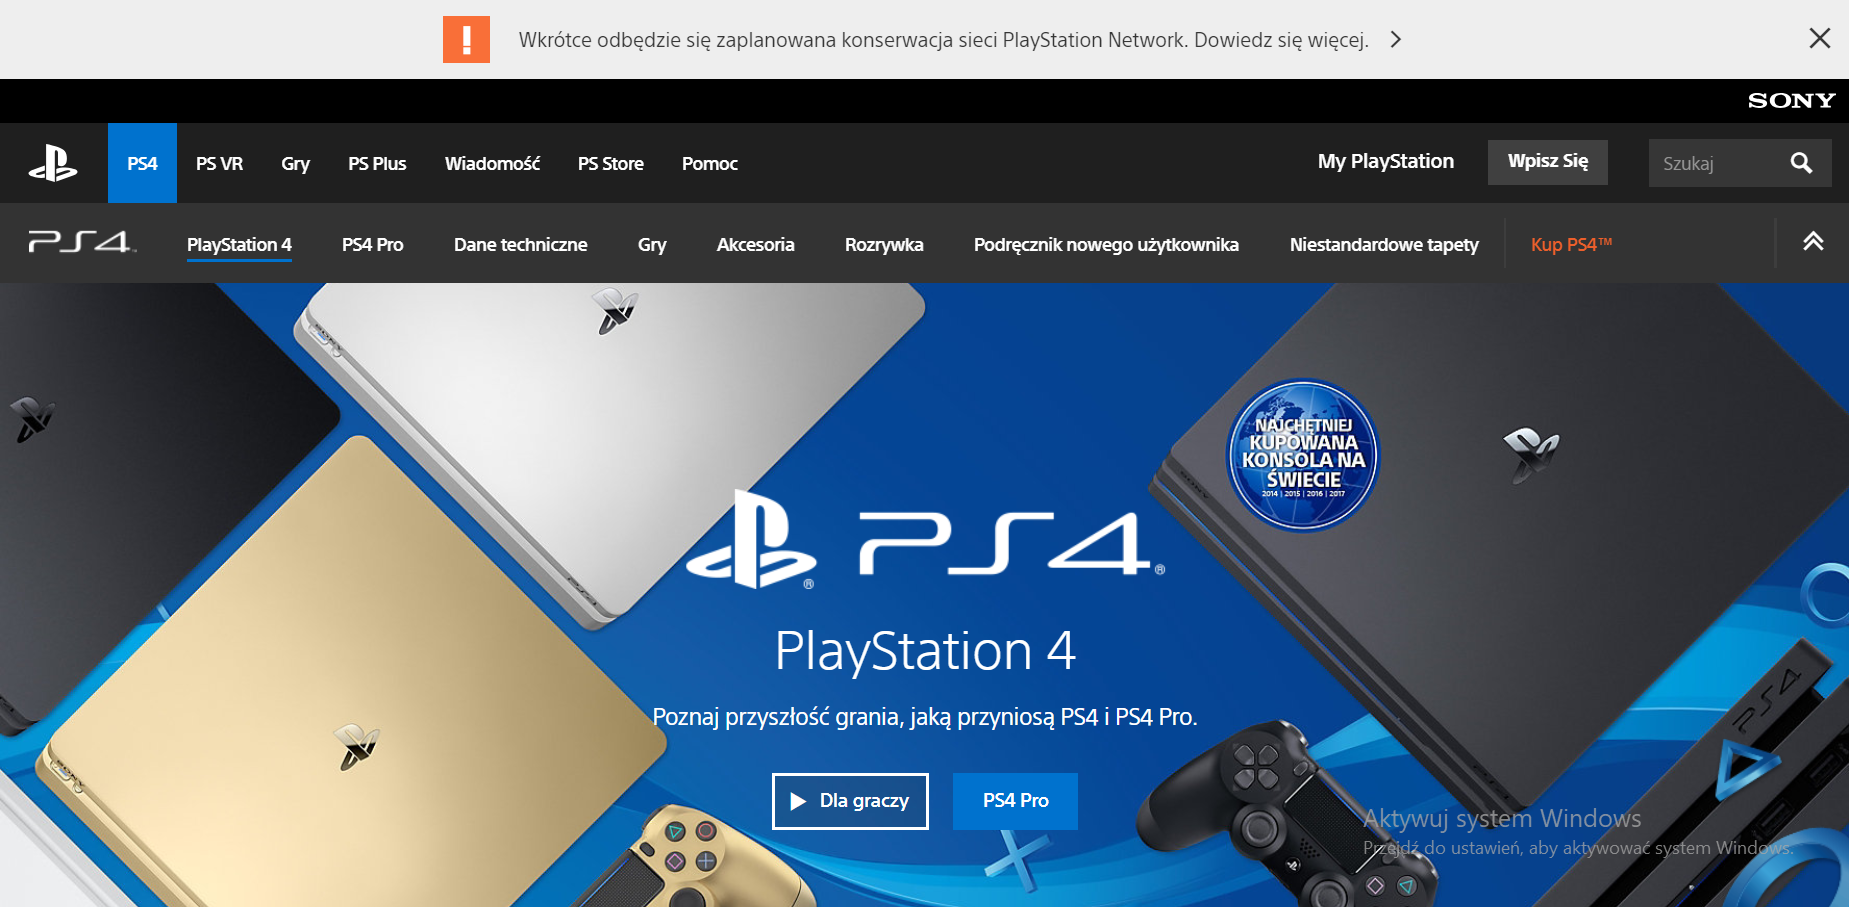 !
Wkrótce odbędzie się zaplanowana konserwacja sieci PlayStation Network. Dowiedz się więcej.
SONY
PS4 PS VR Gry PS Plus Wiadomość PS Store Pomoc My PlayStation Wpisz Się Szukaj
PS4 PlayStation 4 PS4 Pro Dane techniczne Gry Akcesoria Rozrywka Podręcznik nowego użytkownika Niestandardowe tapety Kup PS4™
NAJCHĘTNIEJ
KUPOWANA
KONSOLA NA
ŚWIECIE
2014 | 2015 | 2016 | 2017
PS4
PlayStation 4
Poznaj przyszłość grania, jaką przyniosą PS4 i PS4 Pro.
Dla graczy PS4 Pro
PS4
SONY
Aktywuj system Windows
Przejdź do ustawień, aby aktywować system Windows.